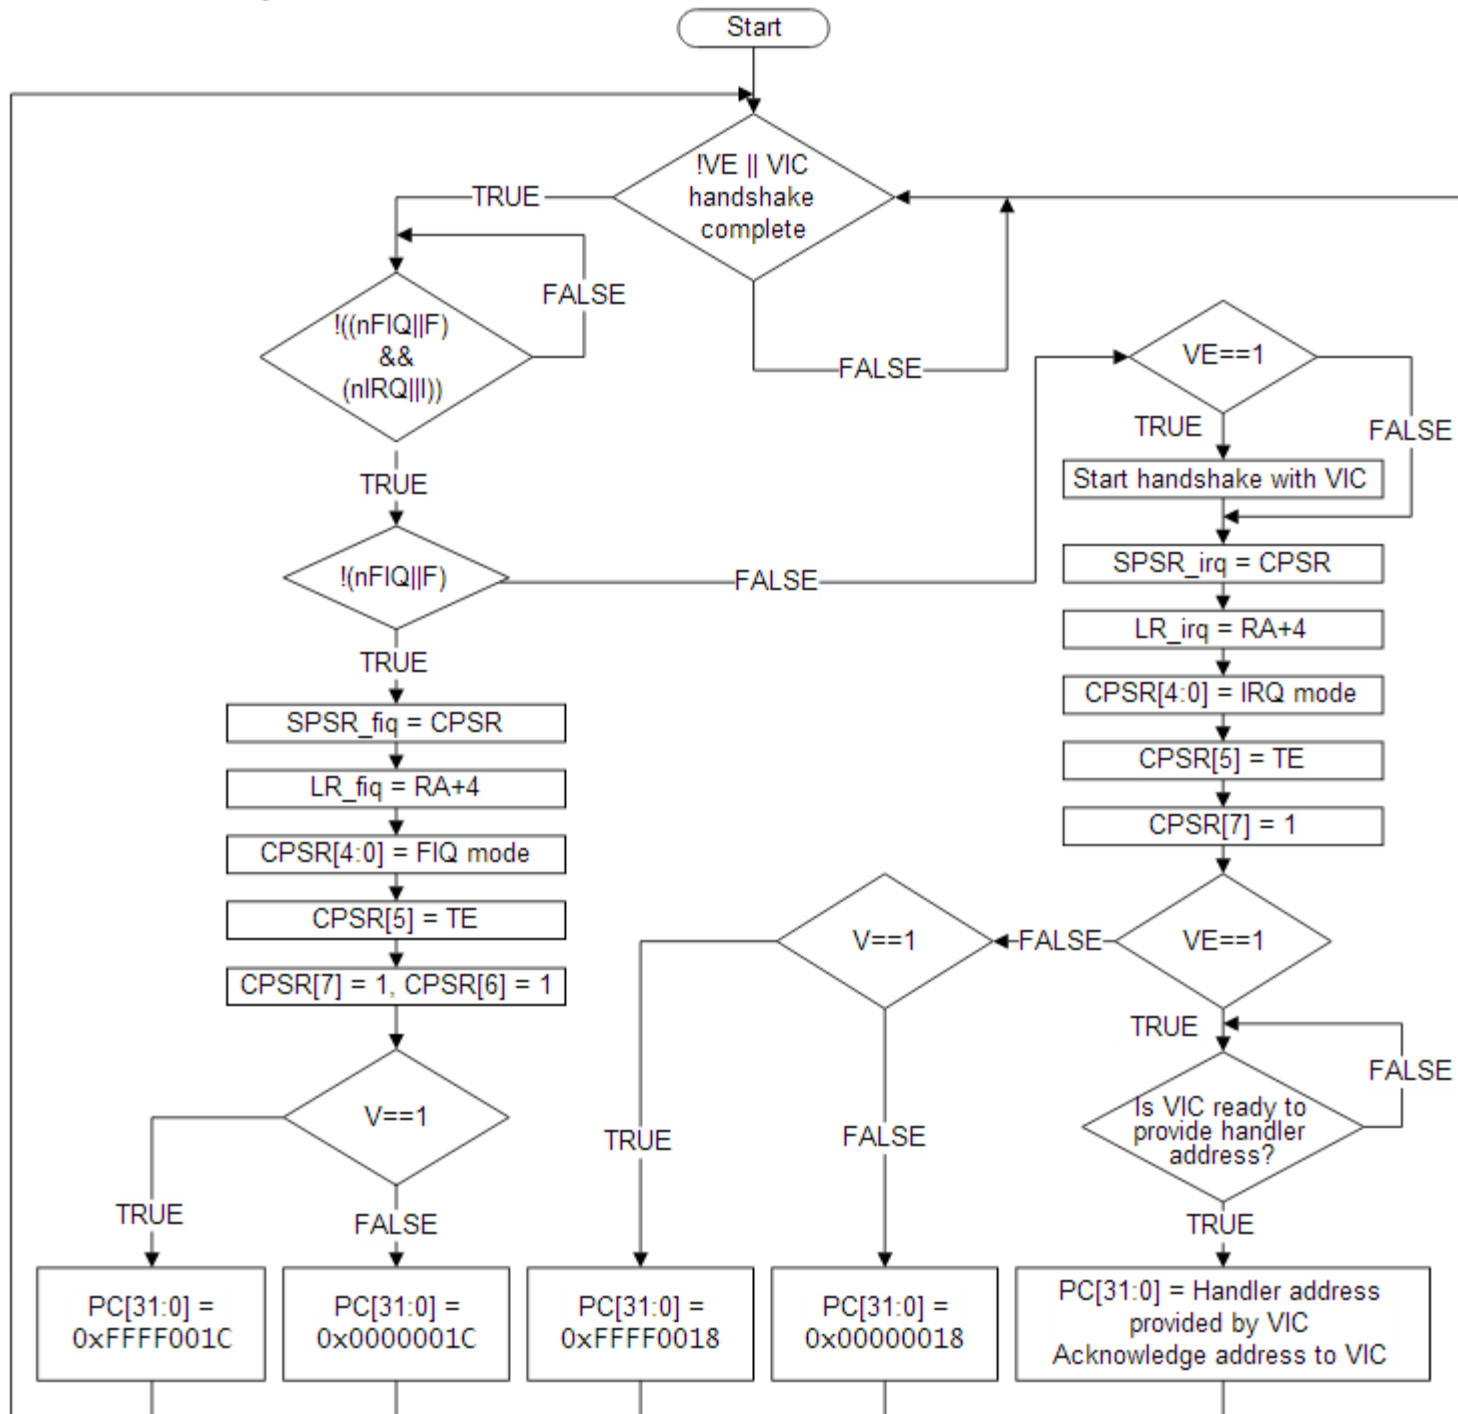 Start
!VE || VIC
handshake
complete
TRUE
FALSE
!((nFIQ||F)
&&
(nIRQ||I))
FALSE
VE==1
TRUE
FALSE
TRUE
Start handshake with VIC
!(nFIQ||F)
FALSE
SPSR_irq = CPSR
LR_irq = RA+4
TRUE
CPSR[4:0] = IRQ mode
SPSR_fiq = CPSR
CPSR[5] = TE
LR_fiq = RA+4
CPSR[7] = 1
CPSR[4:0] = FIQ mode
CPSR[5] = TE
V==1
FALSE
VE==1
CPSR[7] = 1, CPSR[6] = 1
TRUE
FALSE
V==1
Is VIC ready to
provide handler
address?
TRUE
FALSE
TRUE
FALSE
TRUE
PC[31:0] =
0xFFFF001C
PC[31:0] =
0x0000001C
PC[31:0] =
0xFFFF0018
PC[31:0] =
0x00000018
PC[31:0] = Handler address
provided by VIC
Acknowledge address to VIC